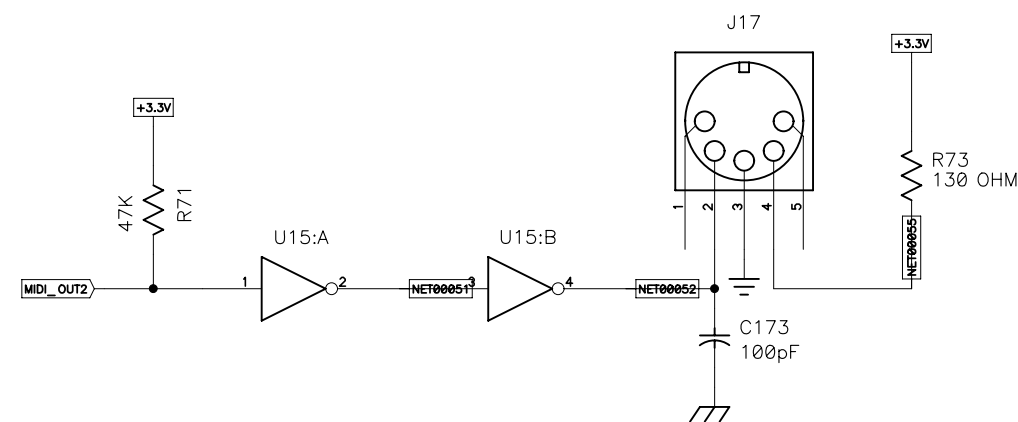 J17
+3.3V
+3.3V
R73
130 OHM
47K
R71
1
2
3
4
5
U15:A
U15:B
NET00055
MIDI_OUT2
1
2
NET00051
3
4
NET00052
C173
100pF